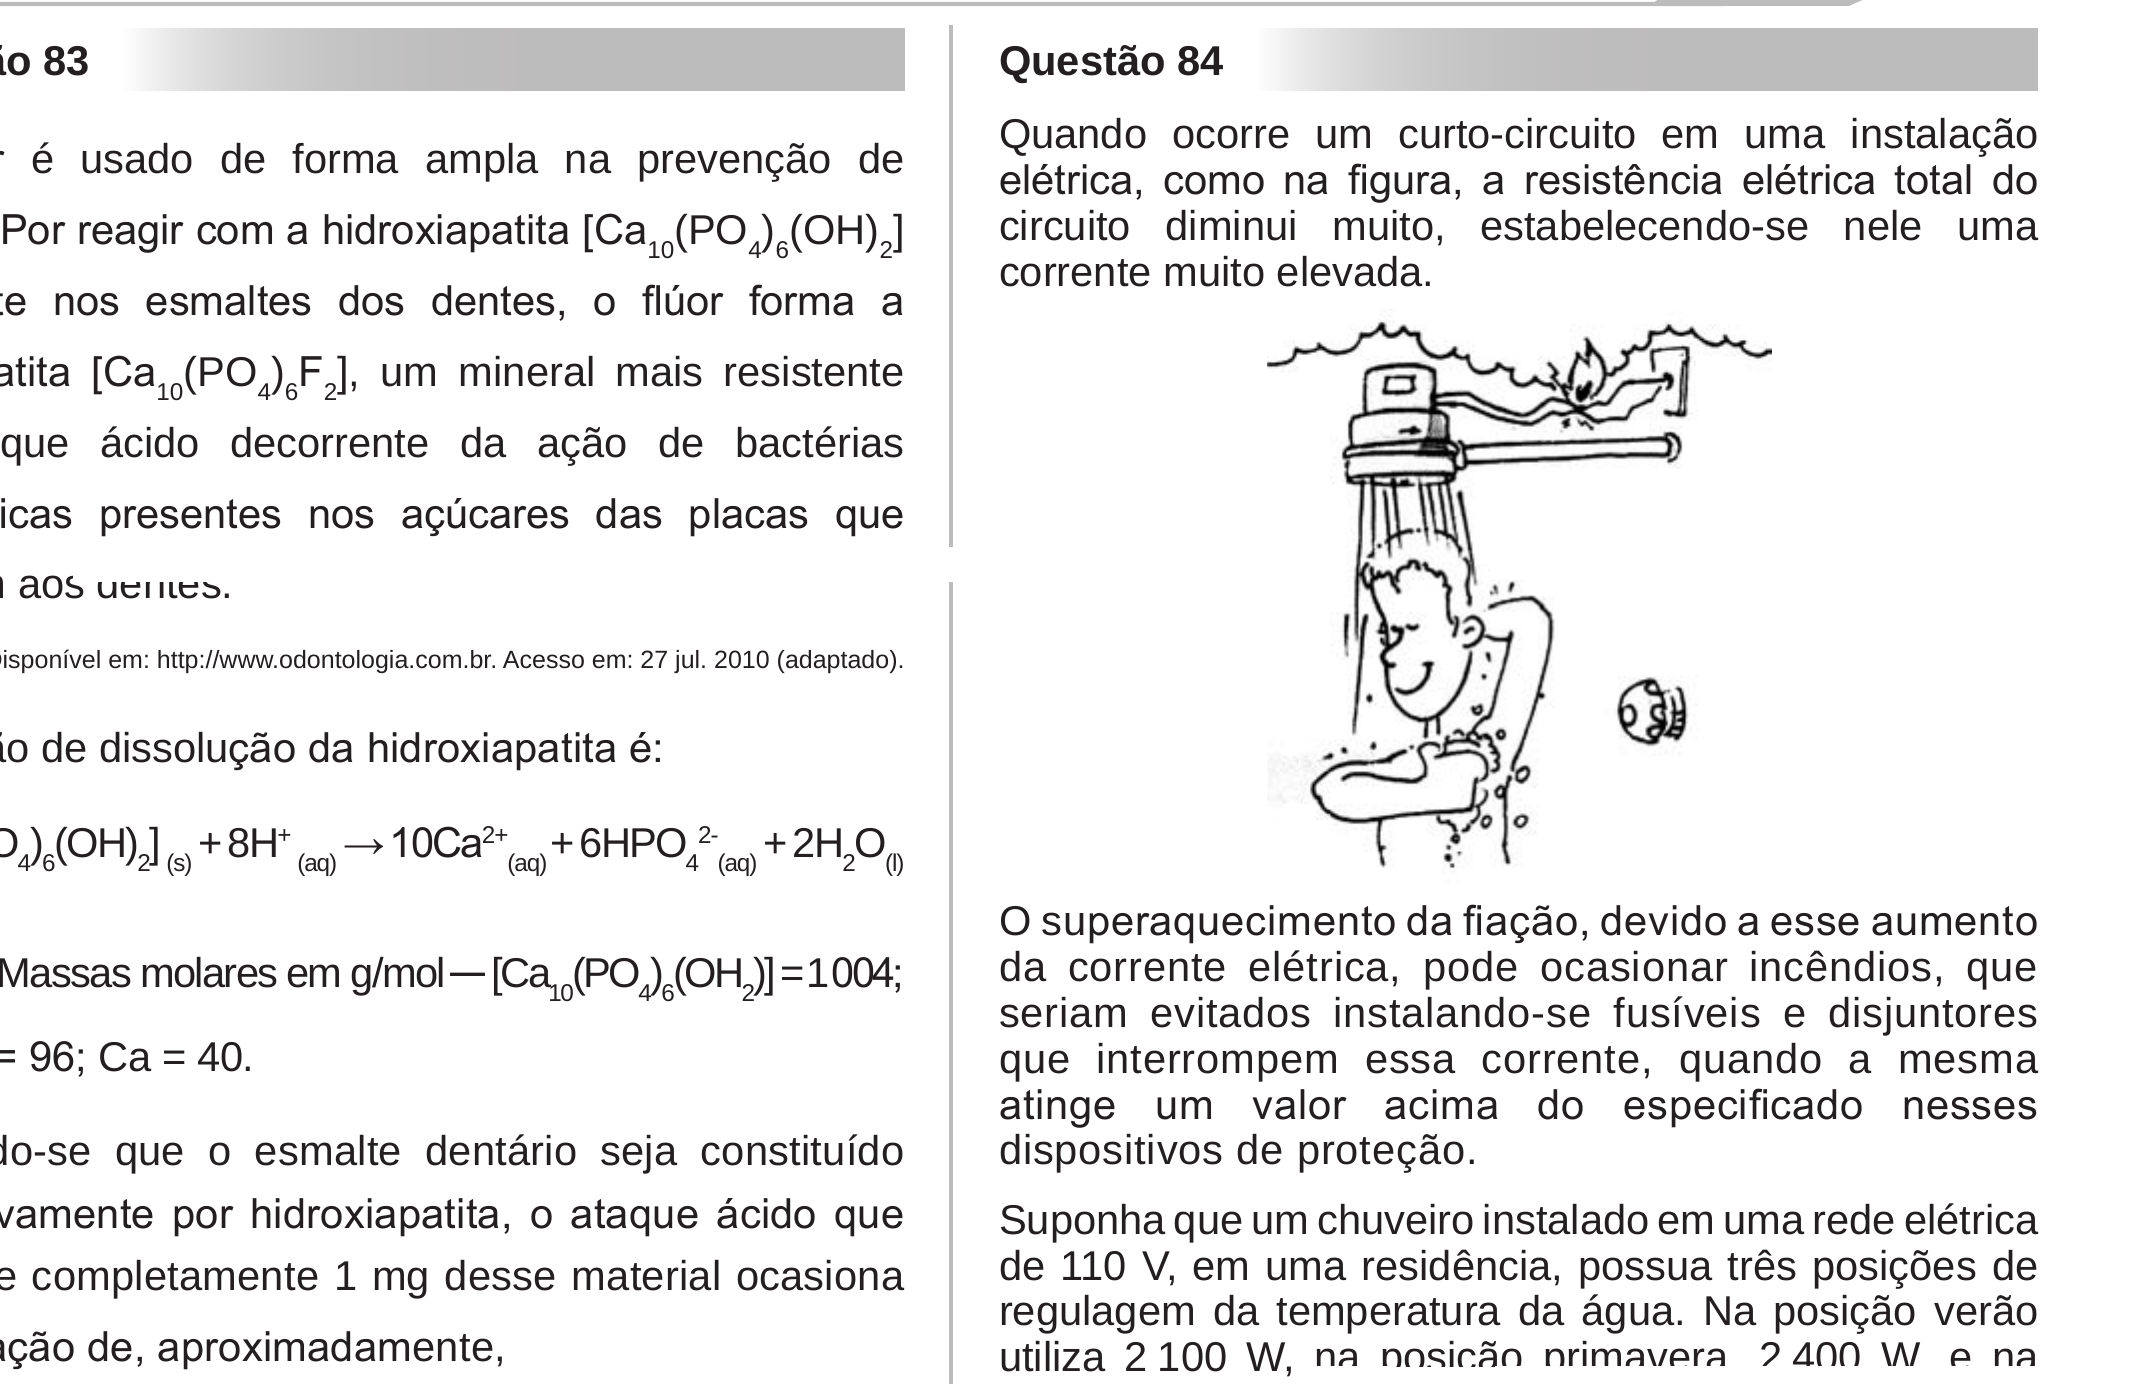 ão 83
r é usado de forma ampla na prevenção de
Por reagir com a hidroxiapatita [Ca10(PO4)6(OH)2]
te nos esmaltes dos dentes, o flúor forma a
atita [Ca10(PO4)6F2], um mineral mais resistente
que ácido decorrente da ação de bactérias
icas presentes nos açúcares das placas que
m aos dentes.
Disponível em: http://www.odontologia.com.br. Acesso em: 27 jul. 2010 (adaptado).
ão de dissolução da hidroxiapatita é:
O4)6(OH)2] (s) + 8H+ (aq) → 10Ca2+ (aq) + 6HPO4 2- (aq) + 2H2O(l)
Massas molares em g/mol — [Ca10(PO4)6(OH2)] = 1 004;
= 96; Ca = 40.
do-se que o esmalte dentário seja constituído
vamente por hidroxiapatita, o ataque ácido que
e completamente 1 mg desse material ocasiona
ação de, aproximadamente,
Questão 84
Quando ocorre um curto-circuito em uma instalação
elétrica, como na figura, a resistência elétrica total do
circuito diminui muito, estabelecendo-se nele uma
corrente muito elevada.
O superaquecimento da fiação, devido a esse aumento
da corrente elétrica, pode ocasionar incêndios, que
seriam evitados instalando-se fusíveis e disjuntores
que interrompem essa corrente, quando a mesma
atinge um valor acima do especificado nesses
dispositivos de proteção.
Suponha que um chuveiro instalado em uma rede elétrica
de 110 V, em uma residência, possua três posições de
regulagem da temperatura da água. Na posição verão
utiliza 2 100 W, na posição primavera, 2 400 W e na